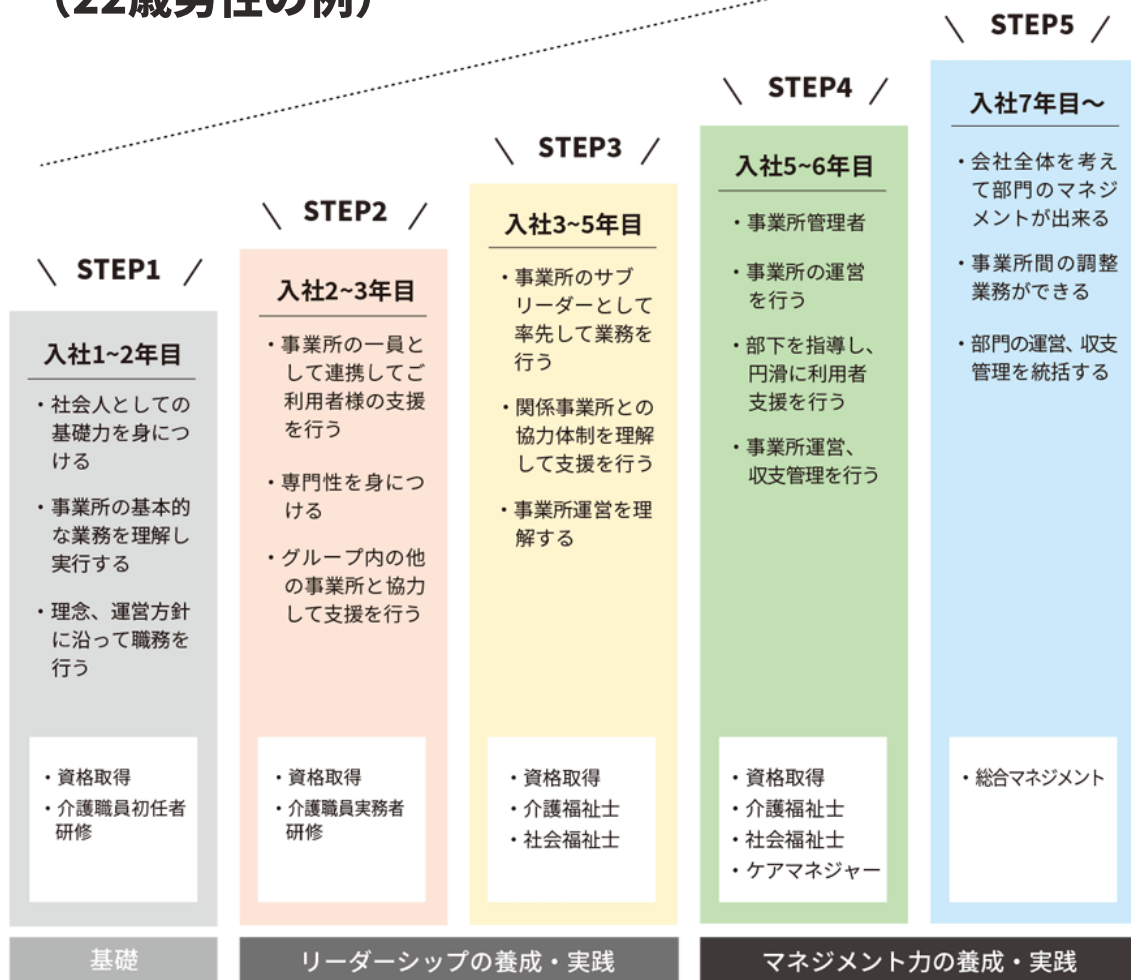 （22歳男性の例）
STEP1
入社1~2年目
・社会人としての
基礎力を身につ
ける
・事業所の基本的
な業務を理解し
実行する
・理念、運営方針
に沿って職務を
行う
・資格取得
・介護職員初任者
研修
STEP2
入社2~3年目
・事業所の一員と
して連携してご
利用者様の支援
を行う
・専門性を身につ
ける
・グループ内の他
の事業所と協力
して支援を行う
・資格取得
・介護職員実務者
研修
STEP3
入社3~5年目
・事業所のサブ
リーダーとして
率先して業務を
行う
・関係事業所との
協力体制を理解
して支援を行う
・事業所運営を理
解する
・資格取得
・介護福祉士
・社会福祉士
STEP4
入社5~6年目
・事業所管理者
・事業所の運営
を行う
・部下を指導し、
円滑に利用者
支援を行う
・事業所運営、
収支管理を行う
・資格取得
・介護福祉士
・社会福祉士
・ケアマネジャー
STEP5
入社7年目～
・会社全体を考え
て部門のマネジ
メントが出来る
・事業所間の調整
業務ができる
・部門の運営、収支
管理を統括する
・総合マネジメント
基礎
リーダーシップの養成・実践
マネジメント力の養成・実践